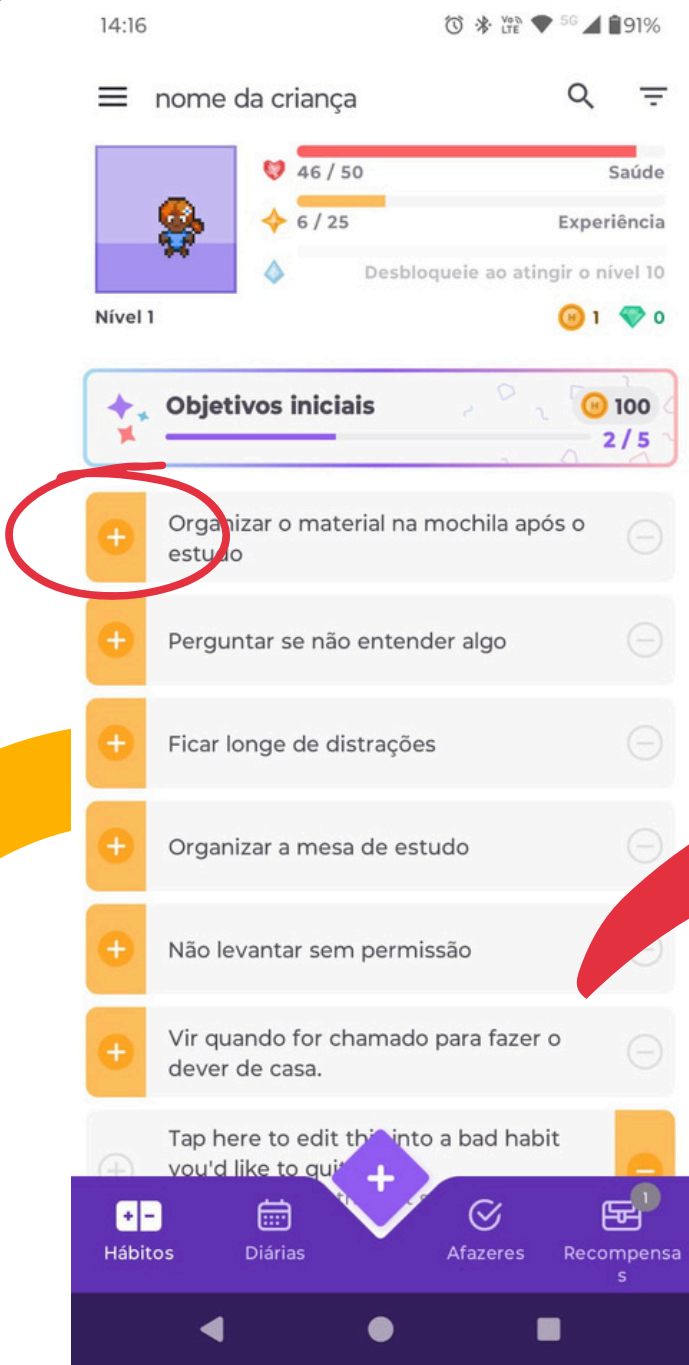 14:16
Vo)) LTE
5G
91%
nome da criança
46 / 50
Saúde
6 / 25
Experiência
Desbloqueie ao atingir o nível 10
Nível 1
H
1
0
Objetivos iniciais
H
100
2 / 5
Organizar o material na mochila após o
estudo
Perguntar se não entender algo
Ficar longe de distrações
Organizar a mesa de estudo
Não levantar sem permissão
Vir quando for chamado para fazer o
dever de casa.
Tap here to edit this into a bad habit
you'd like to quit
1
Hábitos
Diárias
Afazeres
Recompensa
s